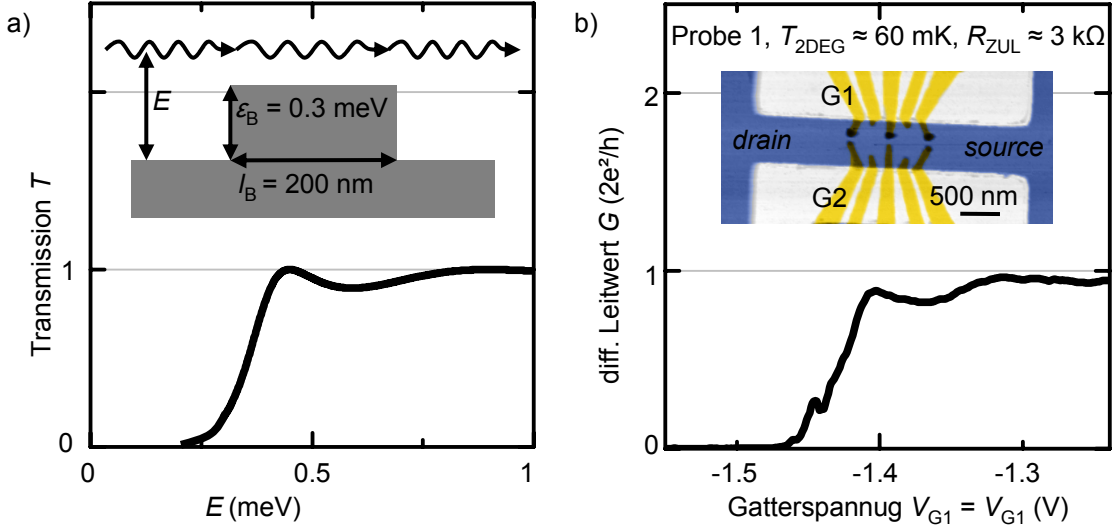 a)
E
ε_B = 0.3 meV
l_B = 200 nm
Transmission T
1
0
0
0.5
1
E (meV)
b)
Probe 1, T_2DEG ≈ 60 mK, R_ZUL ≈ 3 kΩ
G1
drain
source
G2
500 nm
diff. Leitwert G (2e²/h)
2
1
0
-1.5
-1.4
-1.3
Gatterspannug V_G1 = V_G1 (V)